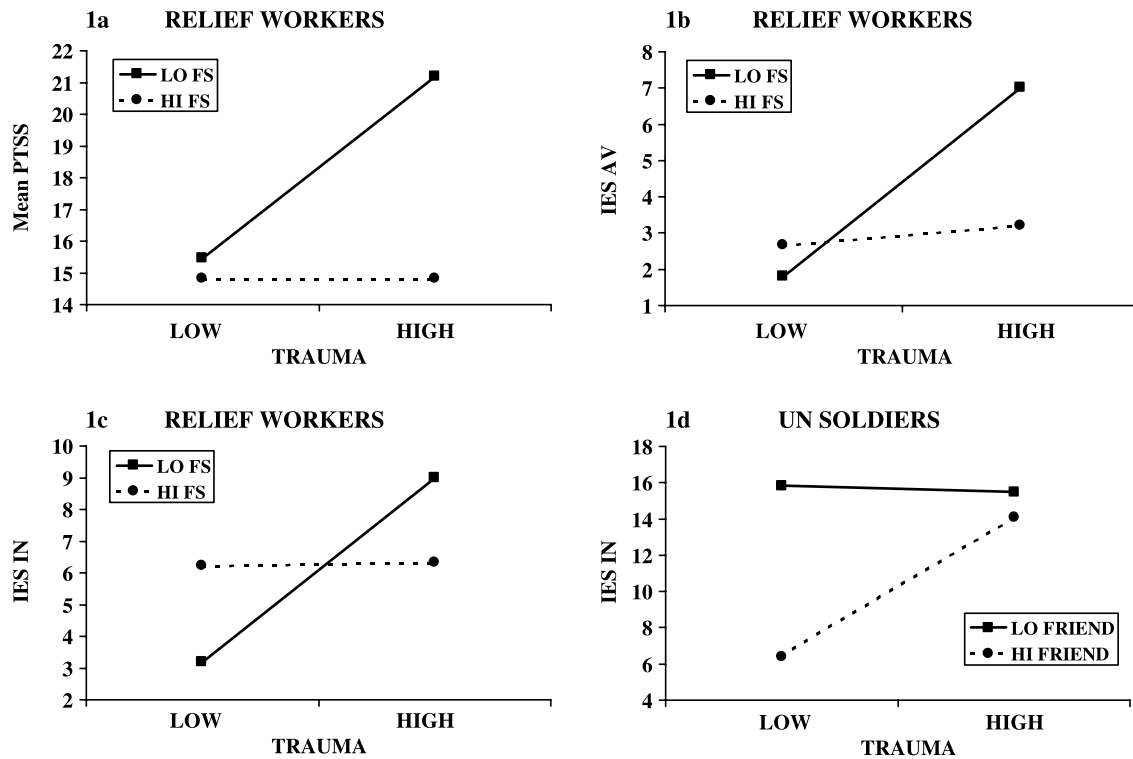 1a RELIEF WORKERS
22
21
20
19
18
17
16
15
14
Mean PTSS
LO FS
HI FS
LOW HIGH
TRAUMA
1b RELIEF WORKERS
8
7
6
5
4
3
2
1
IES AV
LO FS
HI FS
LOW HIGH
TRAUMA
1c RELIEF WORKERS
10
9
8
7
6
5
4
3
2
IES IN
LO FS
HI FS
LOW HIGH
TRAUMA
1d UN SOLDIERS
18
16
14
12
10
8
6
4
IES IN
LO FRIEND
HI FRIEND
LOW HIGH
TRAUMA